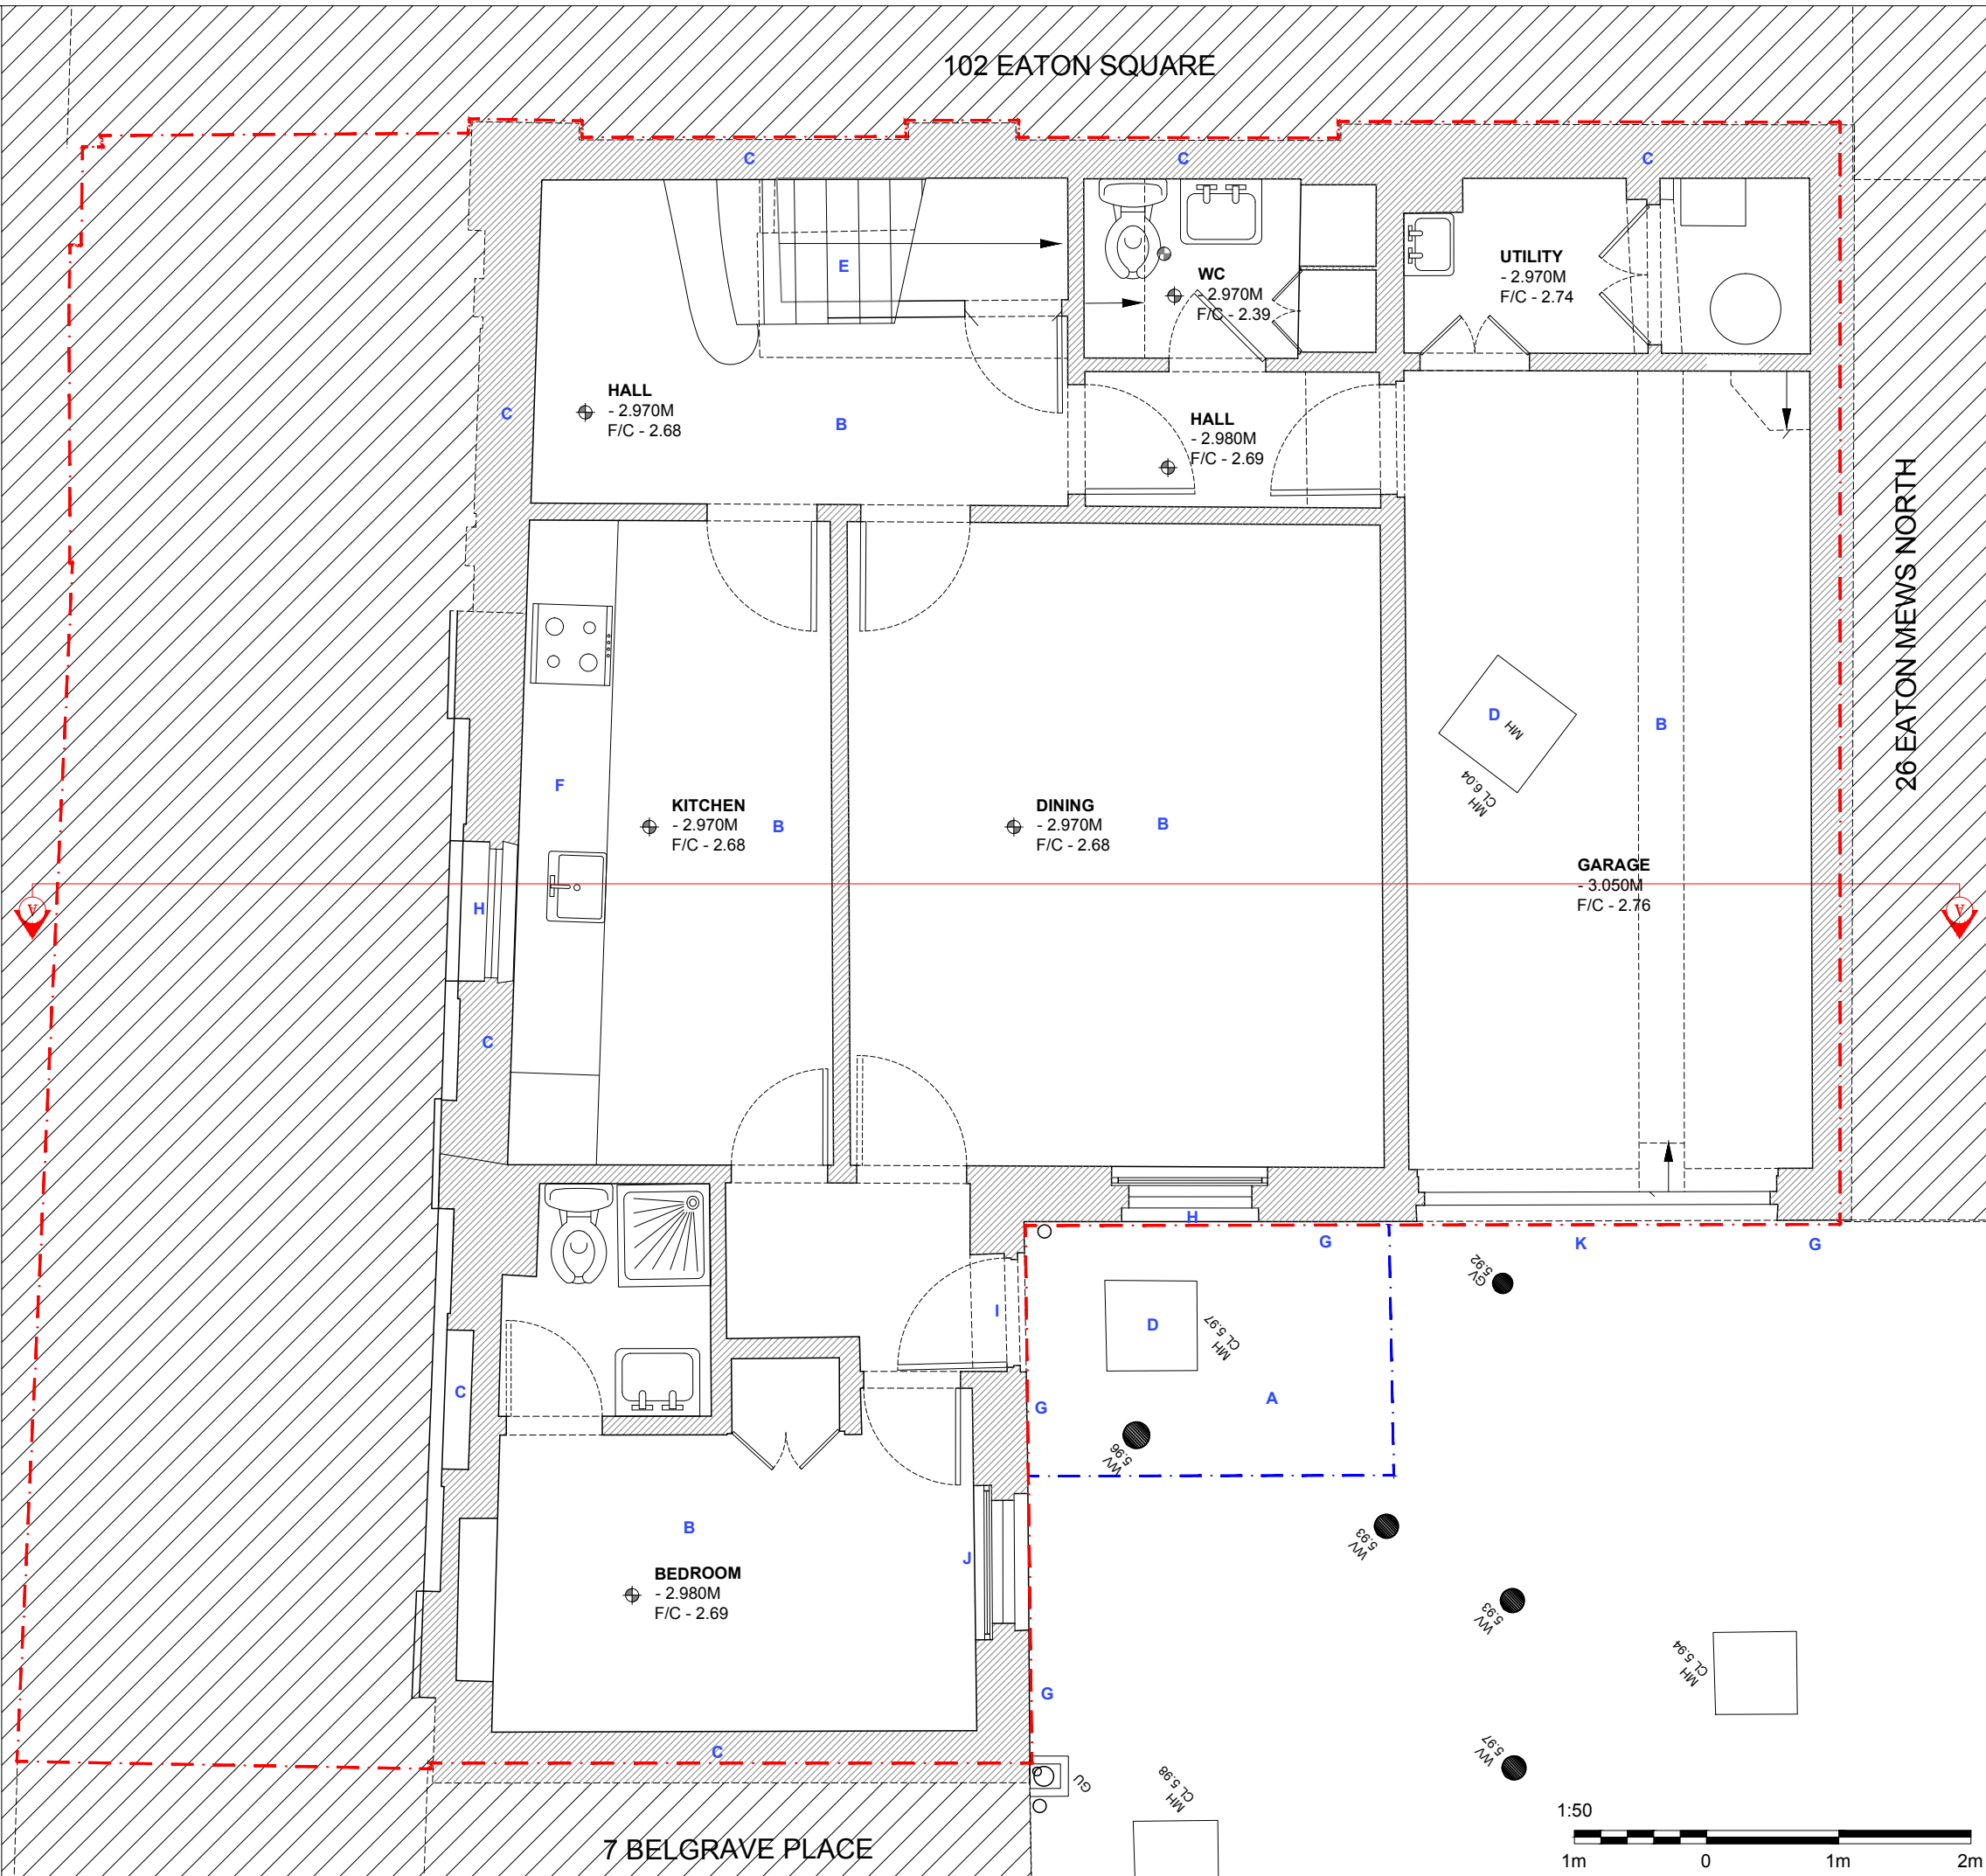 102 EATON SQUARE
C
C
C
E
WC
- 2.970M
F/C - 2.39
UTILITY
- 2.970M
F/C - 2.74
HALL
- 2.970M
F/C - 2.68
C
B
HALL
- 2.980M
F/C - 2.69
26 EATON MEWS NORTH
D
MH
MH
CL 6.04
B
F
KITCHEN
- 2.970M
F/C - 2.68
B
DINING
- 2.970M
F/C - 2.68
B
GARAGE
- 3.050M
F/C - 2.76
A
A
H
C
H
G
K
G
GV
5.92
I
D
MH
CL 5.97
C
G
A
WV
5.96
B
J
WV
5.93
BEDROOM
- 2.980M
F/C - 2.69
WV
5.93
MH
CL 5.94
G
C
WV
5.97
GU
MH
CL 5.98
7 BELGRAVE PLACE
1:50
1m
0
1m
2m